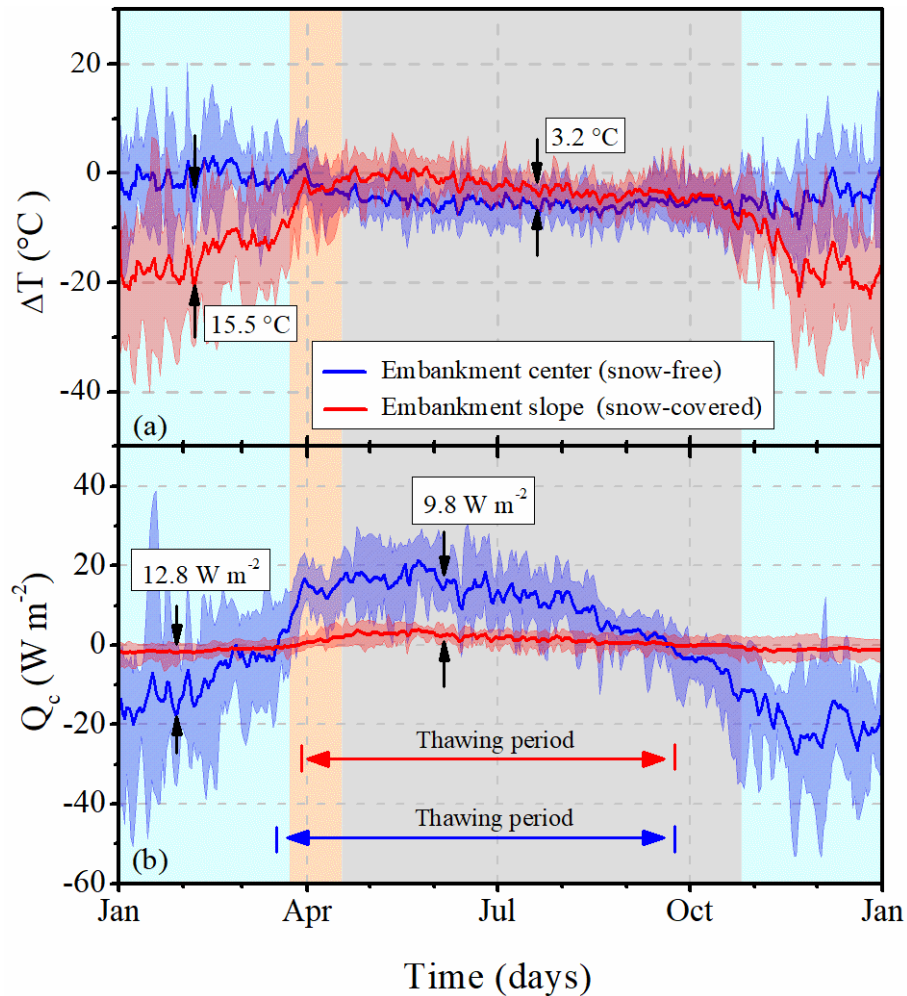 20
0
-20
-40
ΔT (°C)
3.2 °C
15.5 °C
Embankment center (snow-free)
Embankment slope (snow-covered)
(a)
40
20
0
-20
-40
-60
Q_c (W m⁻²)
9.8 W m⁻²
12.8 W m⁻²
Thawing period
Thawing period
(b)
Jan Apr Jul Oct Jan
Time (days)